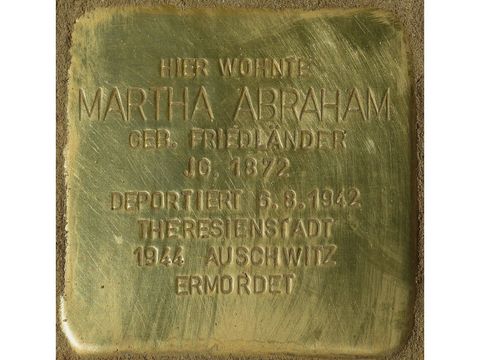 HIER WOHNTE
MARTHA ABRAHAM
GEB. FRIEDLÄNDER
JG. 1872
DEPORTIERT 6.8.1942
THERESIENSTADT
1944 AUSCHWITZ
ERMORDET